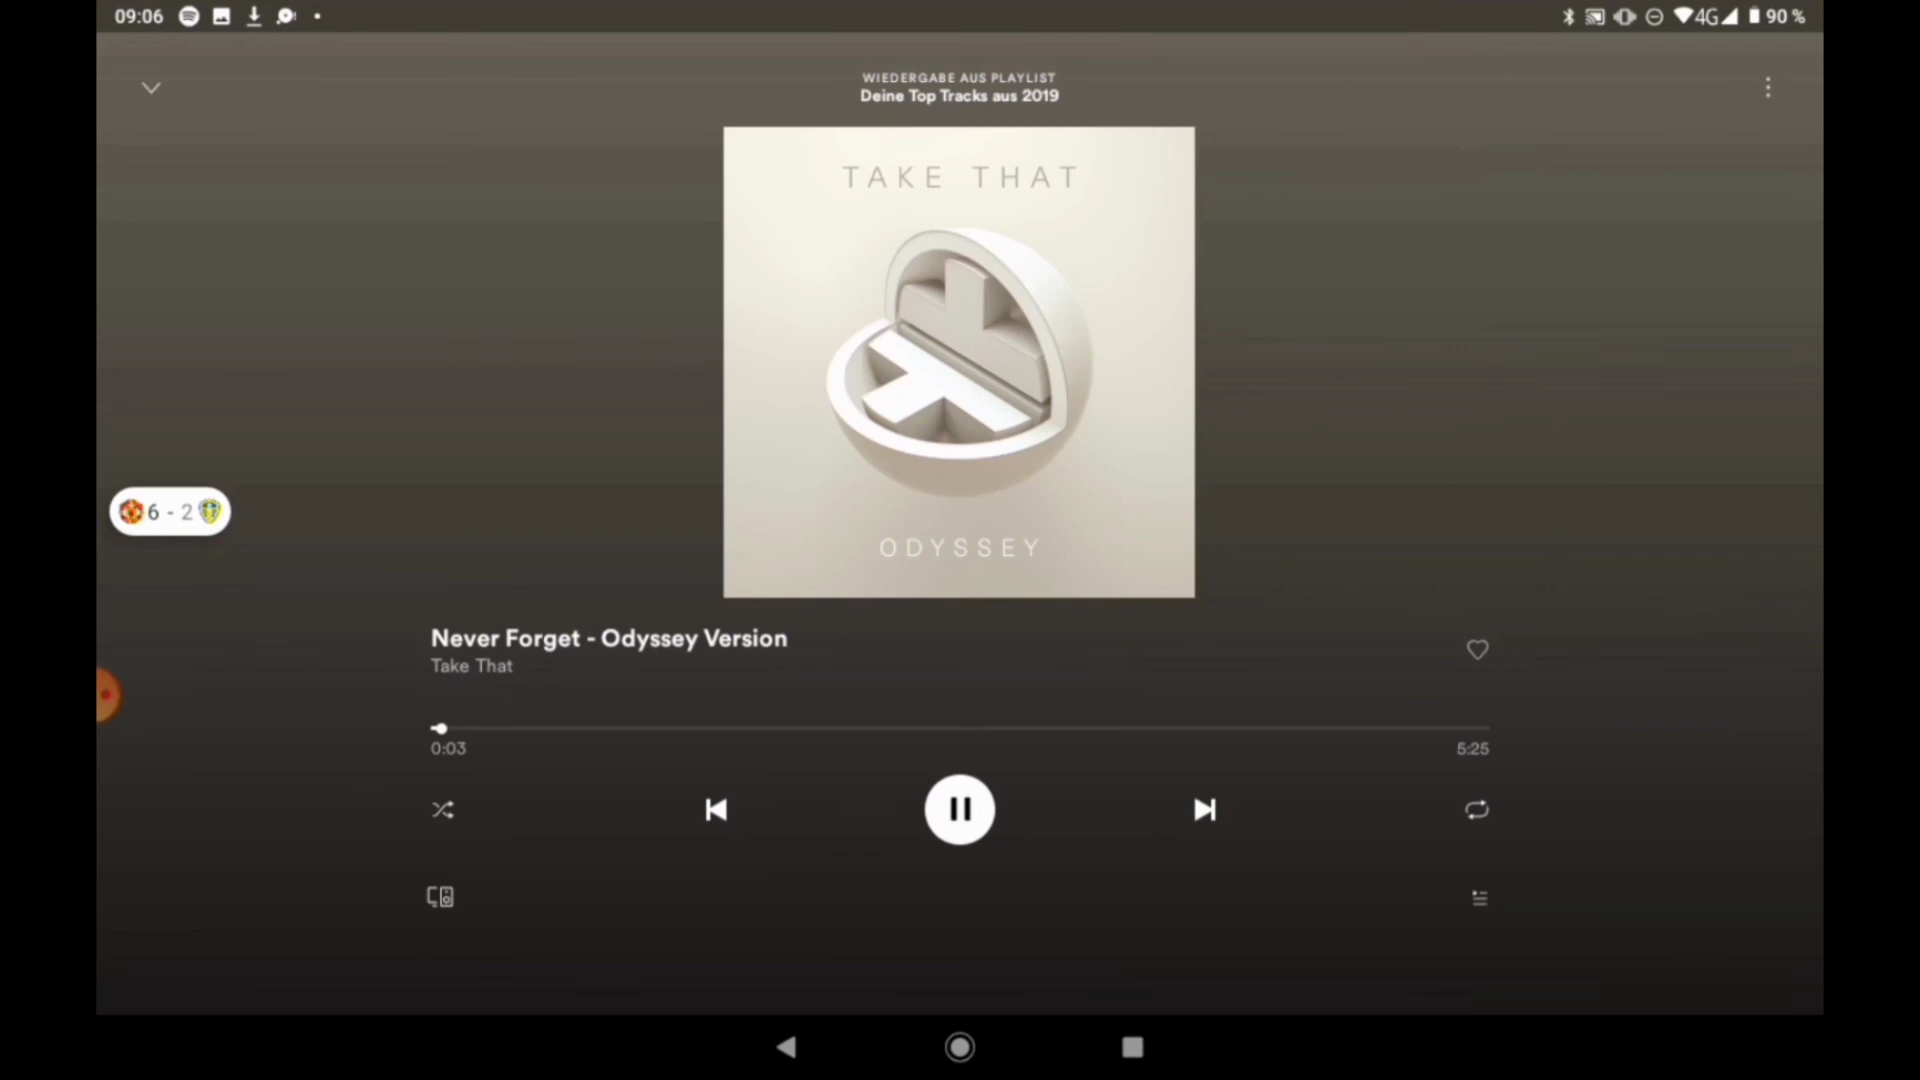 09:06
4G 90 %
WIEDERGABE AUS PLAYLIST
Deine Top Tracks aus 2019
TAKE THAT
6 - 2
ODYSSEY
Never Forget - Odyssey Version
Take That
0:03
5:25